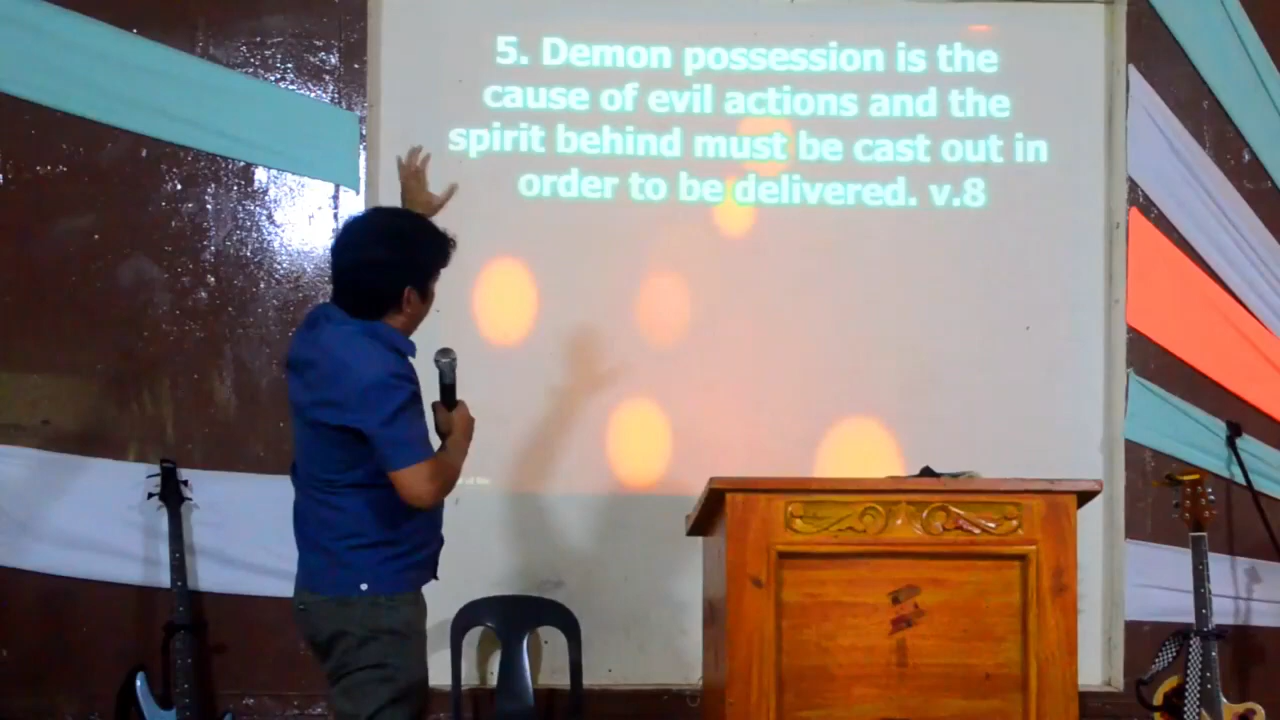 5. Demon possession is the
cause of evil actions and the
spirit behind must be cast out in
order to be delivered. v.8